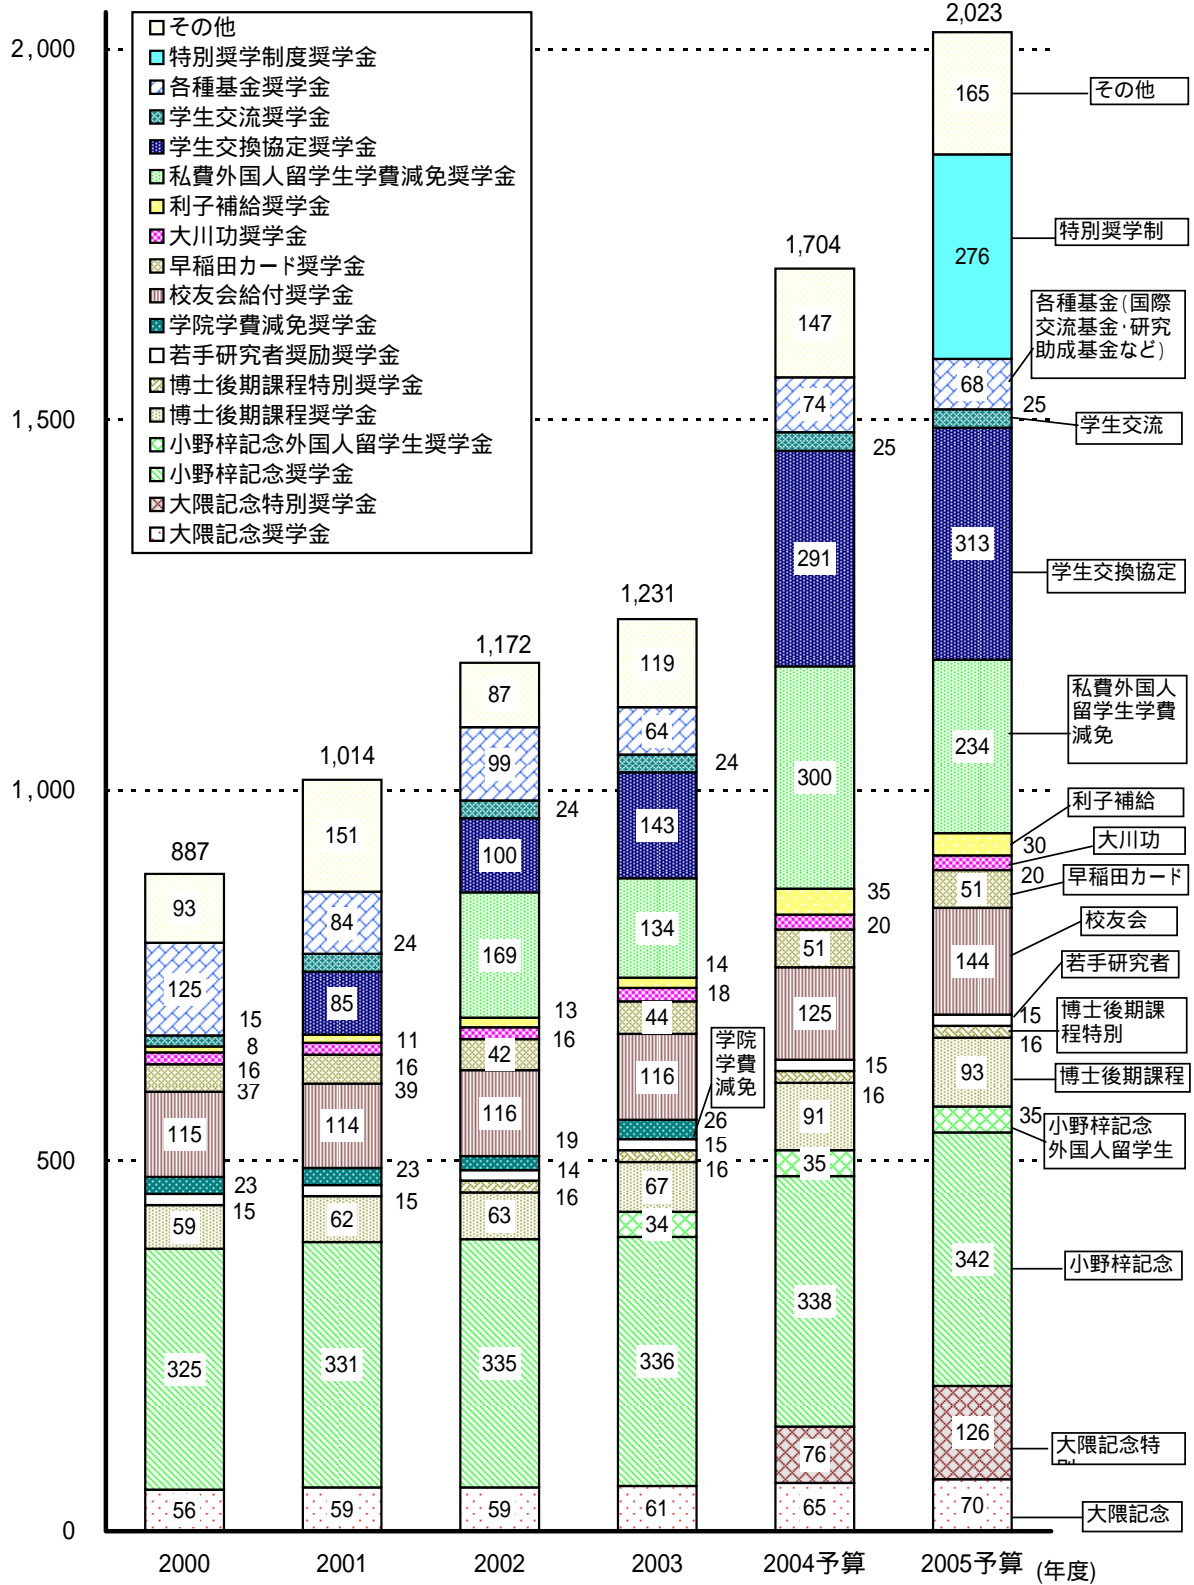 2,023
2,000
その他
特別奨学制度奨学金
各種基金奨学金
学生交流奨学金
学生交換協定奨学金
私費外国人留学生学費減免奨学金
利子補給奨学金
大川功奨学金
早稲田カード奨学金
校友会給付奨学金
学院学費減免奨学金
若手研究者奨励奨学金
博士後期課程特別奨学金
博士後期課程奨学金
小野梓記念外国人留学生奨学金
小野梓記念奨学金
大隈記念特別奨学金
大隈記念奨学金
1,500
1,000
500
0
887
93
125
15
8
16
37
115
23
15
59
325
56
2000
1,014
151
84
24
85
11
16
39
114
23
15
62
331
59
2001
1,172
87
99
24
100
169
13
16
42
116
19
14
16
63
335
59
2002
1,231
119
64
24
143
134
14
18
44
116
26
15
16
67
34
336
61
2003
学院
学費
減免
1,704
147
74
25
291
300
35
20
51
125
15
16
91
35
338
76
65
2004予算
165
276
68
25
313
234
30
20
51
144
15
16
93
35
342
126
70
2005予算
(年度)
その他
特別奨学制
各種基金(国際
交流基金・研究
助成基金など)
学生交流
学生交換協定
私費外国人
留学生学費
減免
利子補給
大川功
早稲田カード
校友会
若手研究者
博士後期課
程特別
博士後期課程
小野梓記念
外国人留学生
小野梓記念
大隈記念特
大隈記念